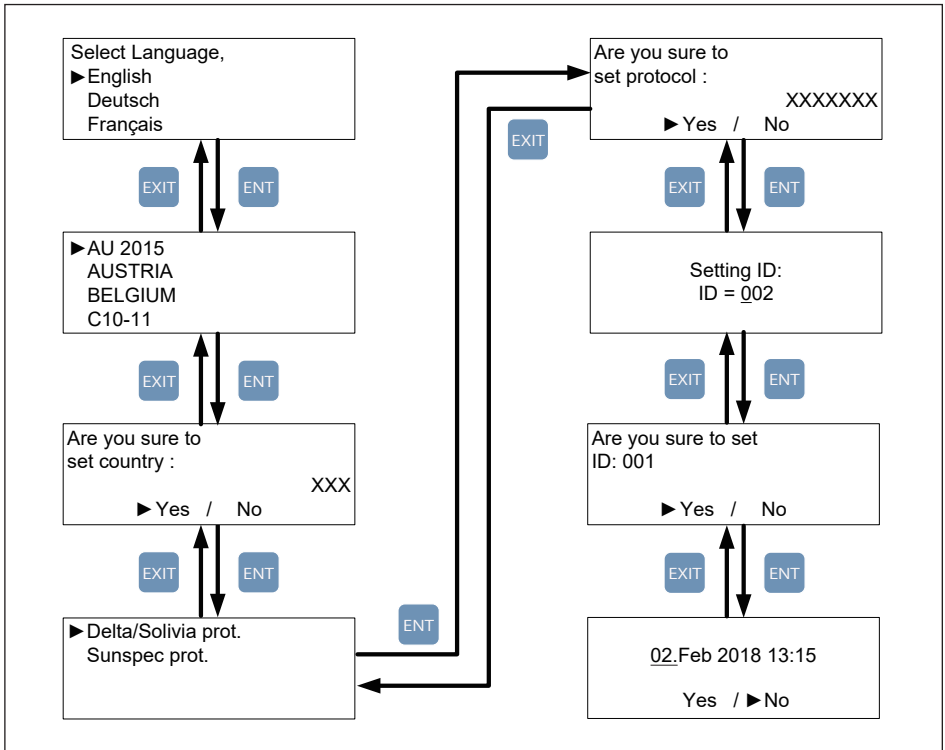 Select Language,
►English
Deutsch
Français
EXIT
ENT
►AU 2015
AUSTRIA
BELGIUM
C10-11
EXIT
ENT
Are you sure to
set country :
XXX
►Yes / No
EXIT
ENT
►Delta/Solivia prot.
Sunspec prot.
ENT
EXIT
Are you sure to
set protocol :
XXXXXXX
►Yes / No
EXIT
ENT
Setting ID:
ID = 002
EXIT
ENT
Are you sure to set
ID: 001
►Yes / No
EXIT
ENT
02.Feb 2018 13:15
Yes / ►No